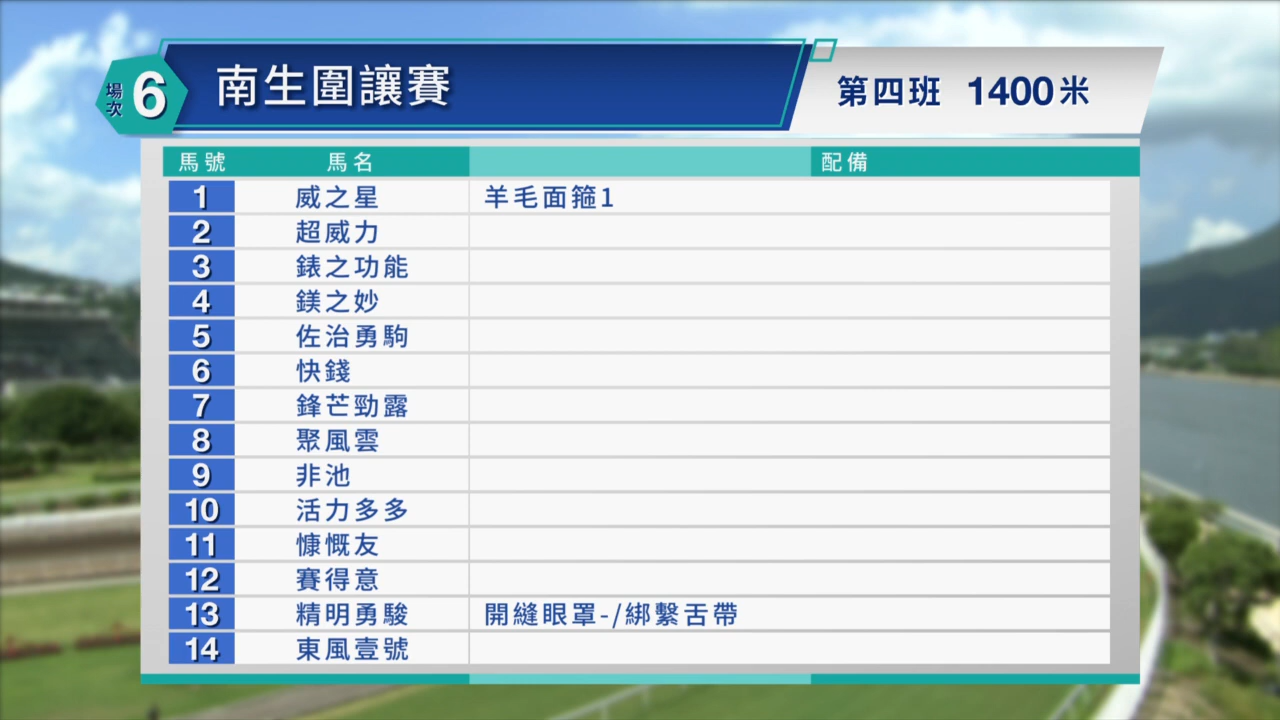 場次 6 南生圍讓賽 第四班 1400米
馬號 馬名 配備
1 威之星 羊毛面箍1
2 超威力
3 錶之功能
4 鎂之妙
5 佐治勇駒
6 快錢
7 鋒芒勁露
8 聚風雲
9 非池
10 活力多多
11 慷慨友
12 賽得意
13 精明勇駿 開縫眼罩-/綁繫舌帶
14 東風壹號